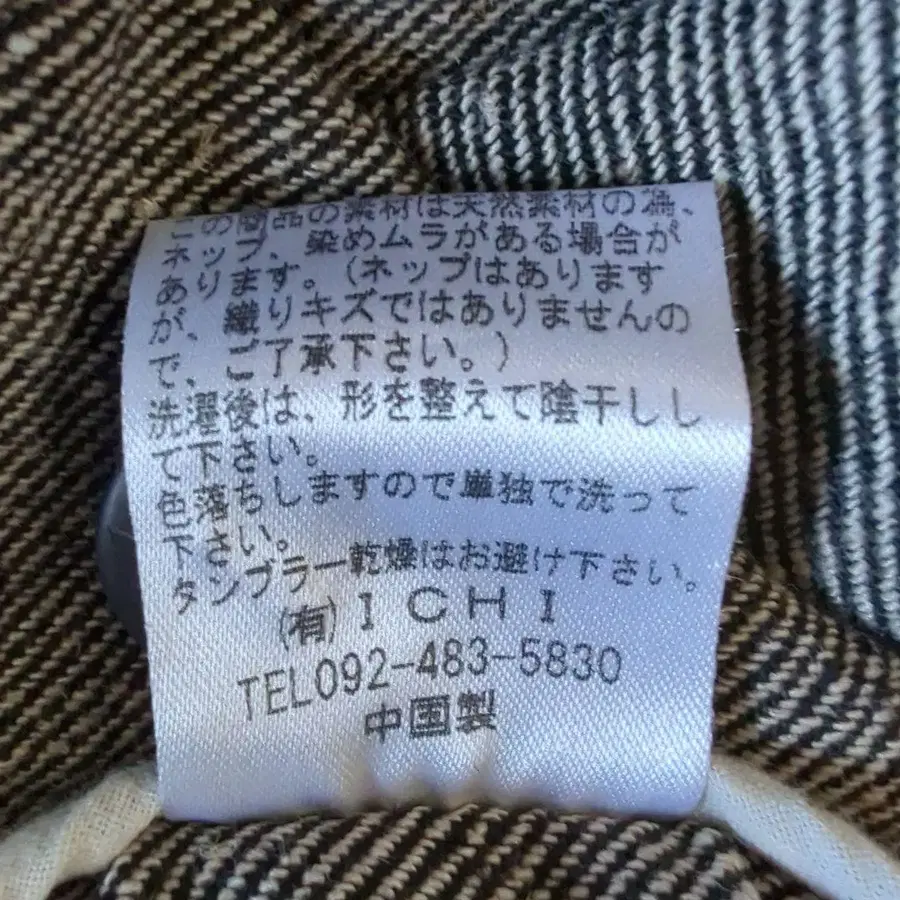 この商品の素材は天然素材の為、
ネップ、染めムラがある場合が
あります。(ネップはあります
が、織りキズではありませんの
で、ご了承下さい。)
洗濯後は、形を整えて陰干しし
て下さい。
色落ちしますので単独で洗って
下さい。
タンブラー乾燥はお避け下さい。
(有)ICHI
TEL092-483-5830
中国製